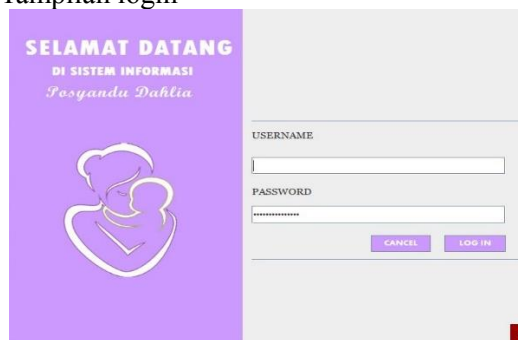 Tampilan login
SELAMAT DATANG
DI SISTEM INFORMASI
Posyandu Dahlia
USERNAME
PASSWORD
CANCEL
LOG IN